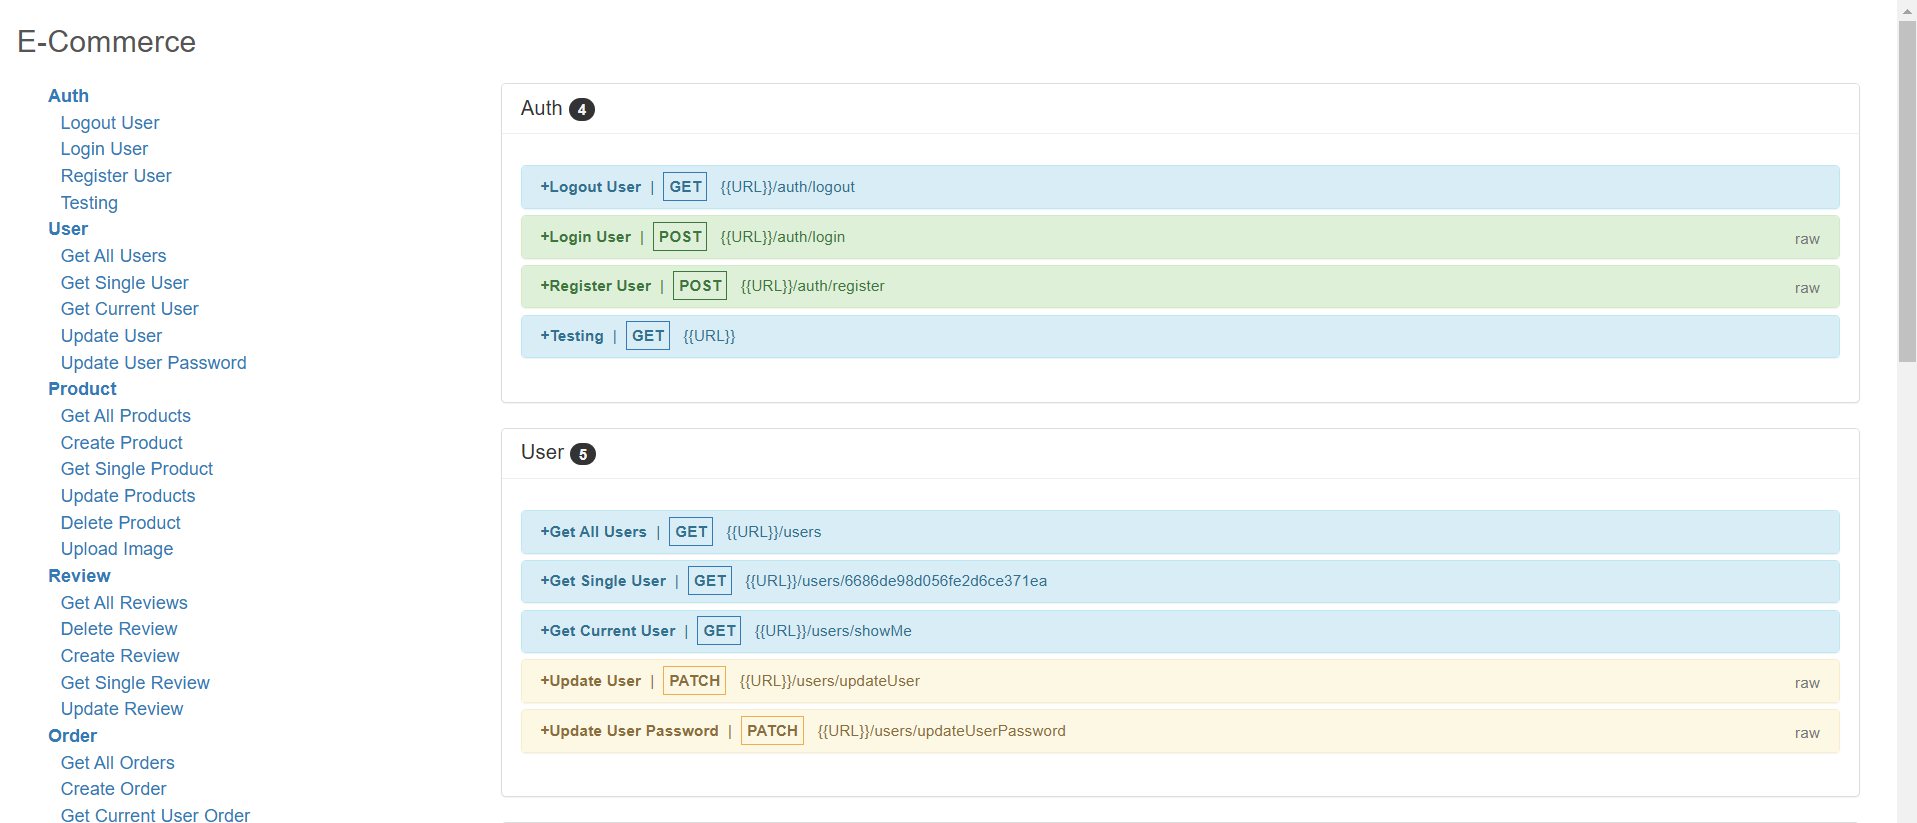 E-Commerce
Auth
Logout User
Login User
Register User
Testing
User
Get All Users
Get Single User
Get Current User
Update User
Update User Password
Product
Get All Products
Create Product
Get Single Product
Update Products
Delete Product
Upload Image
Review
Get All Reviews
Delete Review
Create Review
Get Single Review
Update Review
Order
Get All Orders
Create Order
Get Current User Order
Auth 4
+Logout User | GET {{URL}}/auth/logout
+Login User | POST {{URL}}/auth/login raw
+Register User | POST {{URL}}/auth/register raw
+Testing | GET {{URL}}
User 5
+Get All Users | GET {{URL}}/users
+Get Single User | GET {{URL}}/users/6686de98d056fe2d6ce371ea
+Get Current User | GET {{URL}}/users/showMe
+Update User | PATCH {{URL}}/users/updateUser raw
+Update User Password | PATCH {{URL}}/users/updateUserPassword raw